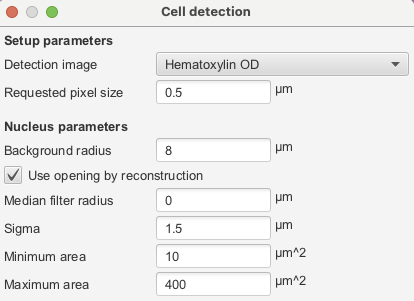 Cell detection
Setup parameters
Detection image Hematoxylin OD
Requested pixel size 0.5 µm
Nucleus parameters
Background radius 8 µm
Use opening by reconstruction
Median filter radius 0 µm
Sigma 1.5 µm
Minimum area 10 µm^2
Maximum area 400 µm^2